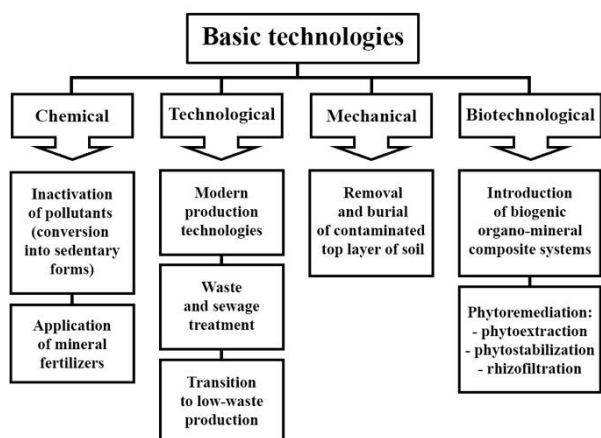 Basic technologies
Chemical
Technological
Mechanical
Biotechnological
Inactivation
of pollutants
(conversion
into sedentary
forms)
Application
of mineral
fertilizers
Modern
production
technologies
Waste
and sewage
treatment
Transition
to low-waste
production
Removal
and burial
of contaminated
top layer of soil
Introduction
of biogenic
organo-mineral
composite systems
Phytoremediation:
- phytoextraction
- phytostabilization
- rhizofiltration